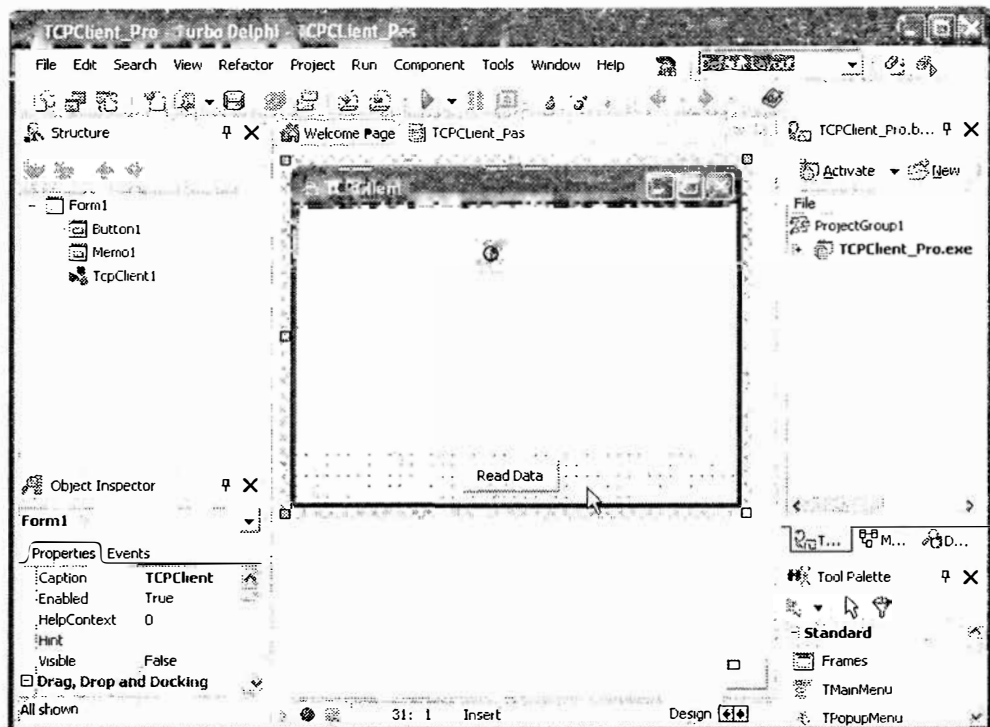 TCPClient_Pro - Turbo Delphi - TCPCLient_Pas
File Edit Search View Refactor Project Run Component Tools Window Help
Structure
Form1
Button1
Memo1
TcpClient1
Welcome Page TCPCLient_Pas
TCPClient
Read Data
TCPClient_Pro.b...
Activate New
File
ProjectGroup1
TCPClient_Pro.exe
T... M... D...
Object Inspector
Form1
Properties Events
Caption TCPClient
Enabled True
HelpContext 0
Hint
Visible False
Drag, Drop and Docking
All shown
31: 1 Insert Design
Tool Palette
Standard
Frames
TMainMenu
TPopupMenu